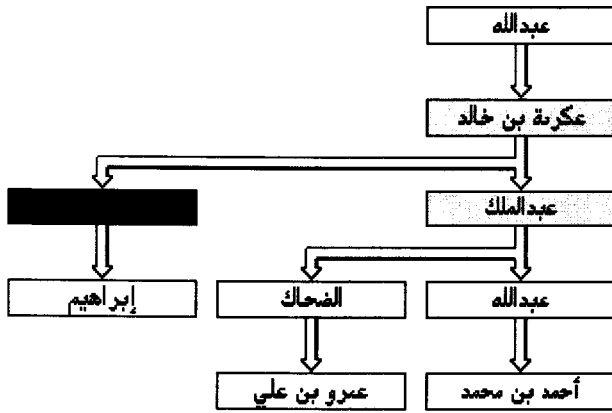 عبدالله
عكرمة بن خالد
عبدالملك
عبدالله
الضحاك
إبراهيم
أحمد بن محمد
عمرو بن علي